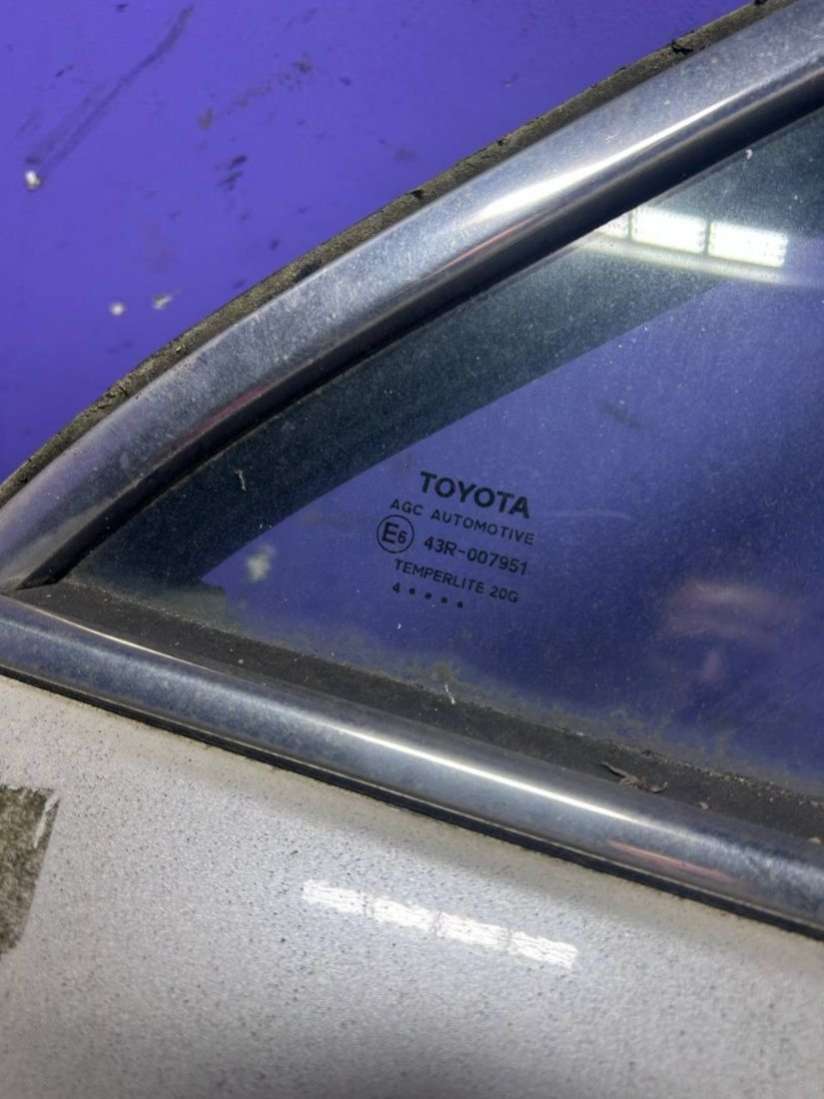 TOYOTA
AGC AUTOMOTIVE
E6 43R-007951
TEMPERLITE 20G
4 • • • •